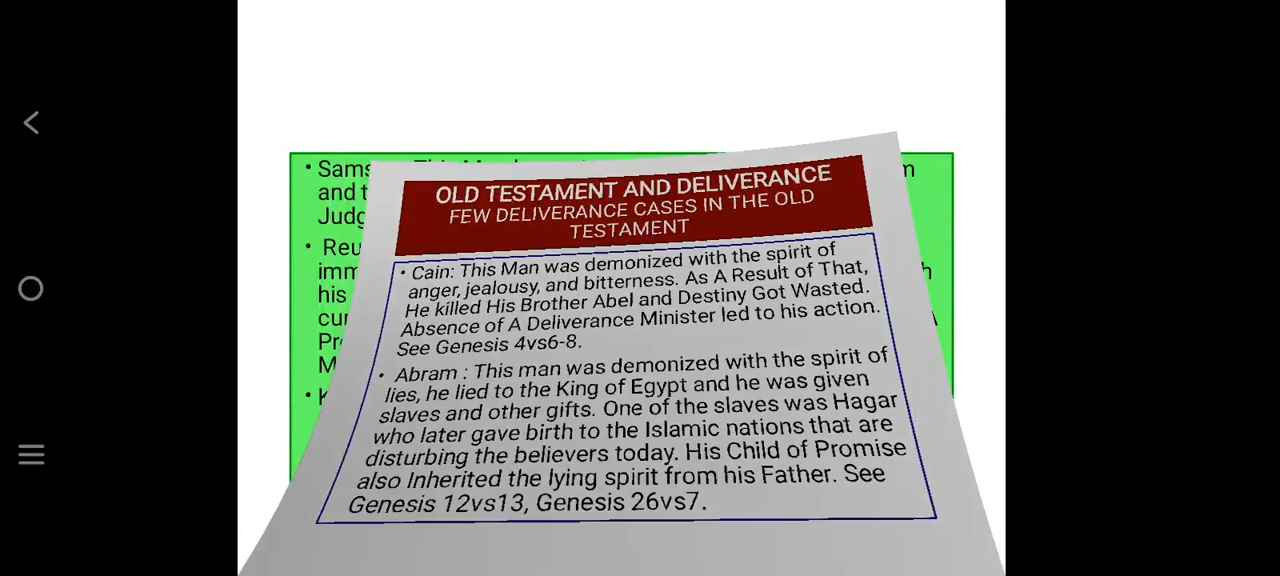 • Sams
and t
Judg
• Reu
imm
his
cur
Pr
M
• K
m
h
OLD TESTAMENT AND DELIVERANCE
FEW DELIVERANCE CASES IN THE OLD
TESTAMENT
• Cain: This Man was demonized with the spirit of
anger, jealousy, and bitterness. As A Result of That,
He killed His Brother Abel and Destiny Got Wasted.
Absence of A Deliverance Minister led to his action.
See Genesis 4vs6-8.
• Abram : This man was demonized with the spirit of
lies, he lied to the King of Egypt and he was given
slaves and other gifts. One of the slaves was Hagar
who later gave birth to the Islamic nations that are
disturbing the believers today. His Child of Promise
also Inherited the lying spirit from his Father. See
Genesis 12vs13, Genesis 26vs7.